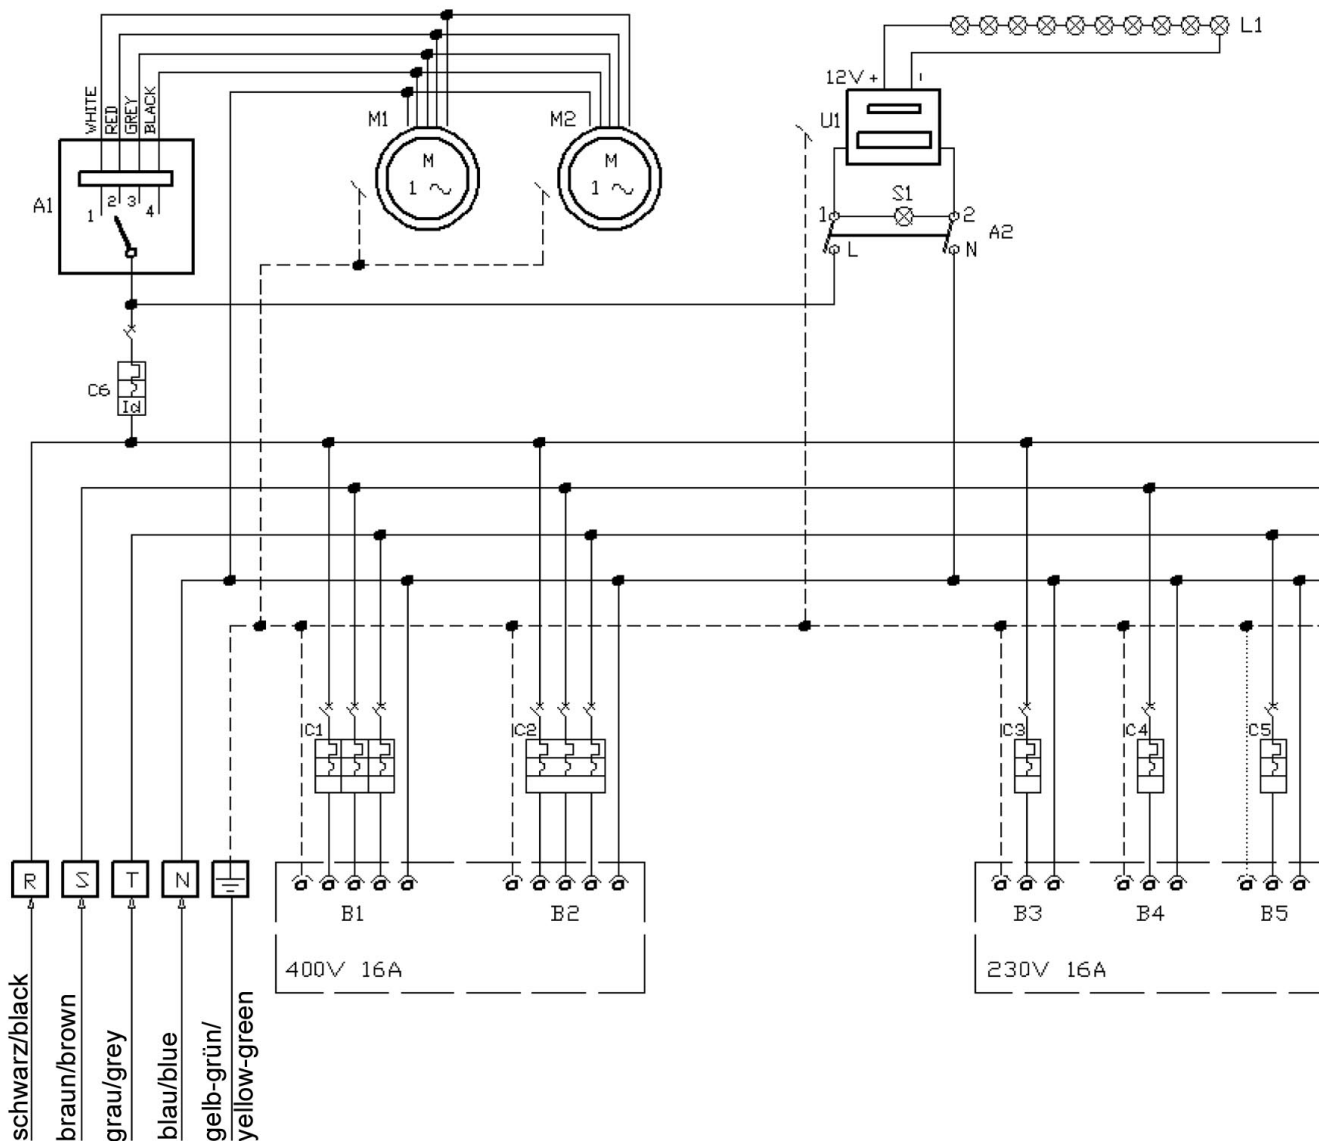 L1
12V + -
WHITE
RED
GREY
BLACK
M1
M2
U1
M
1 ~
M
1 ~
A1
1 2 3 4
S1
1
2
A2
L
N
C6
Id
C1
C2
C3
C4
C5
R
S
T
N
B1
B2
B3
B4
B5
400V 16A
230V 16A
schwarz/black
braun/brown
grau/grey
blau/blue
gelb-grün/
yellow-green